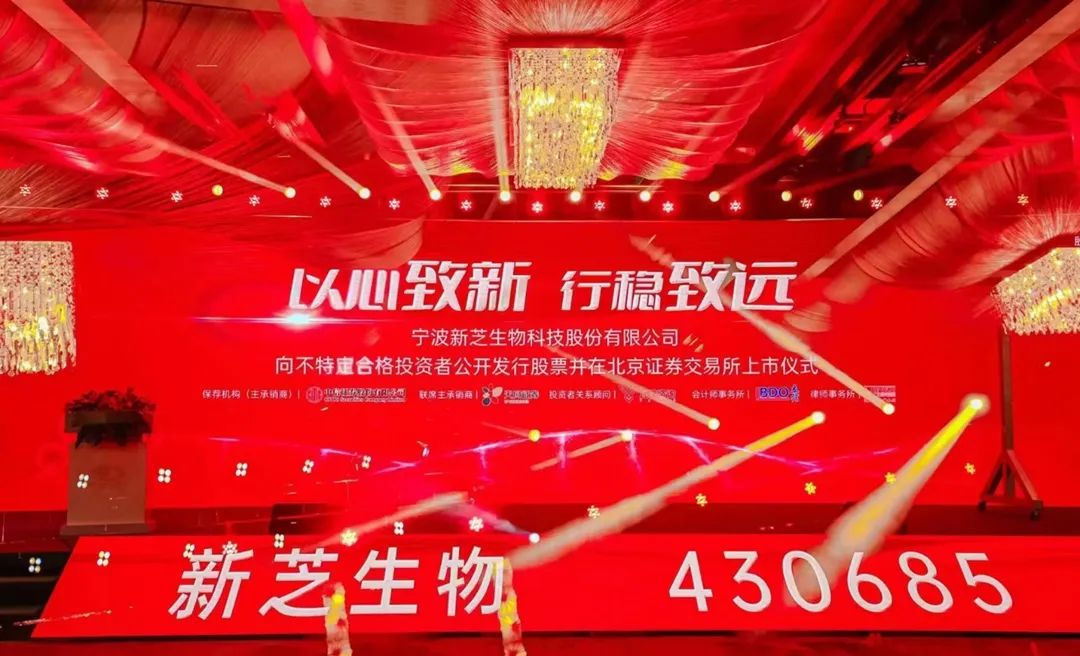 以心致新 行稳致远
宁波新芝生物科技股份有限公司
向不特定合格投资者公开发行股票并在北京证券交易所上市仪式
保荐机构（主承销商）| 联席主承销商 | 投资者关系顾问 | 会计师事务所 | BDO 律师事务所 |
新芝生物 430685